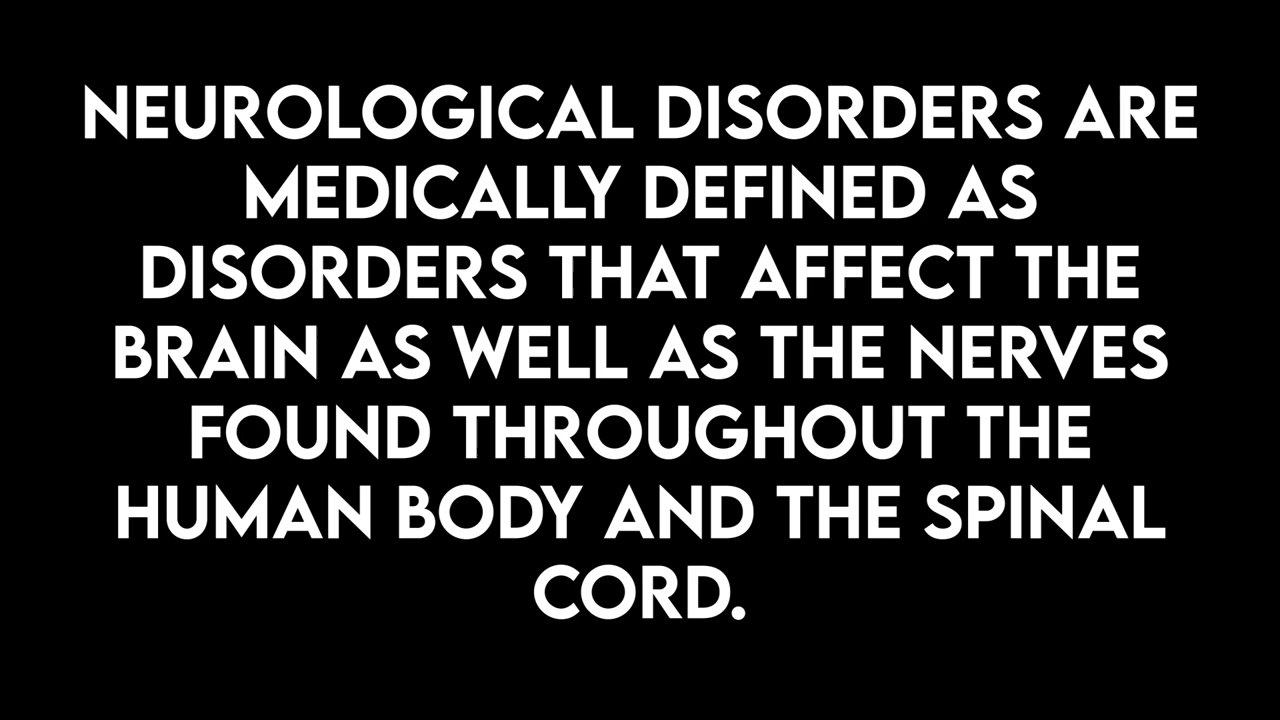 NEUROLOGICAL DISORDERS ARE
MEDICALLY DEFINED AS
DISORDERS THAT AFFECT THE
BRAIN AS WELL AS THE NERVES
FOUND THROUGHOUT THE
HUMAN BODY AND THE SPINAL
CORD.